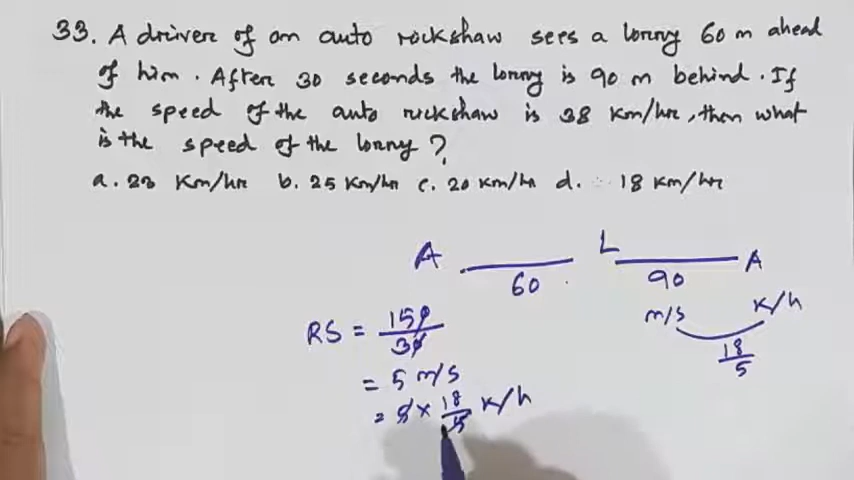 33. A driver of an auto rockshaw sees a lorry 60 m ahead
of him. After 30 seconds the lorry is 90 m behind. If
the speed of the auto rickshaw is 38 Km/hr, then what
is the speed of the lorry?
a. 23 Km/hr b. 25 Km/hr c. 20 Km/hr d. 18 Km/hr
A L A
60 90
m/s K/h
18/5
RS = 150/30
= 5 m/s
= 5 × 18/5 K/h